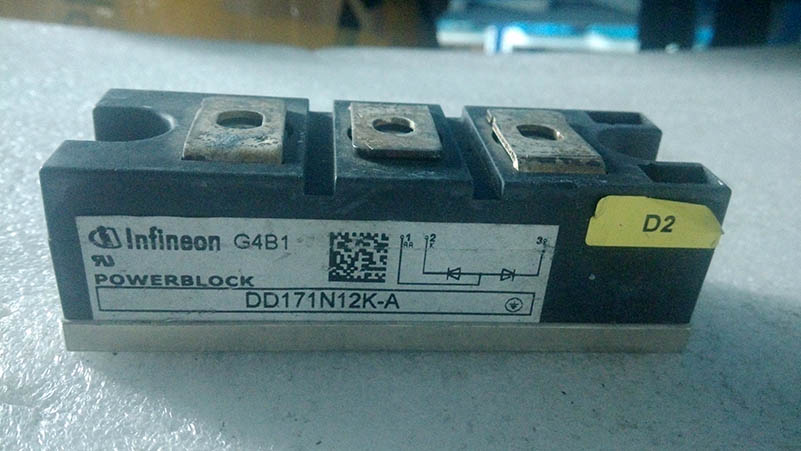 Infineon G4B1
POWERBLOCK
DD171N12K-A
1 2 3
K
D2